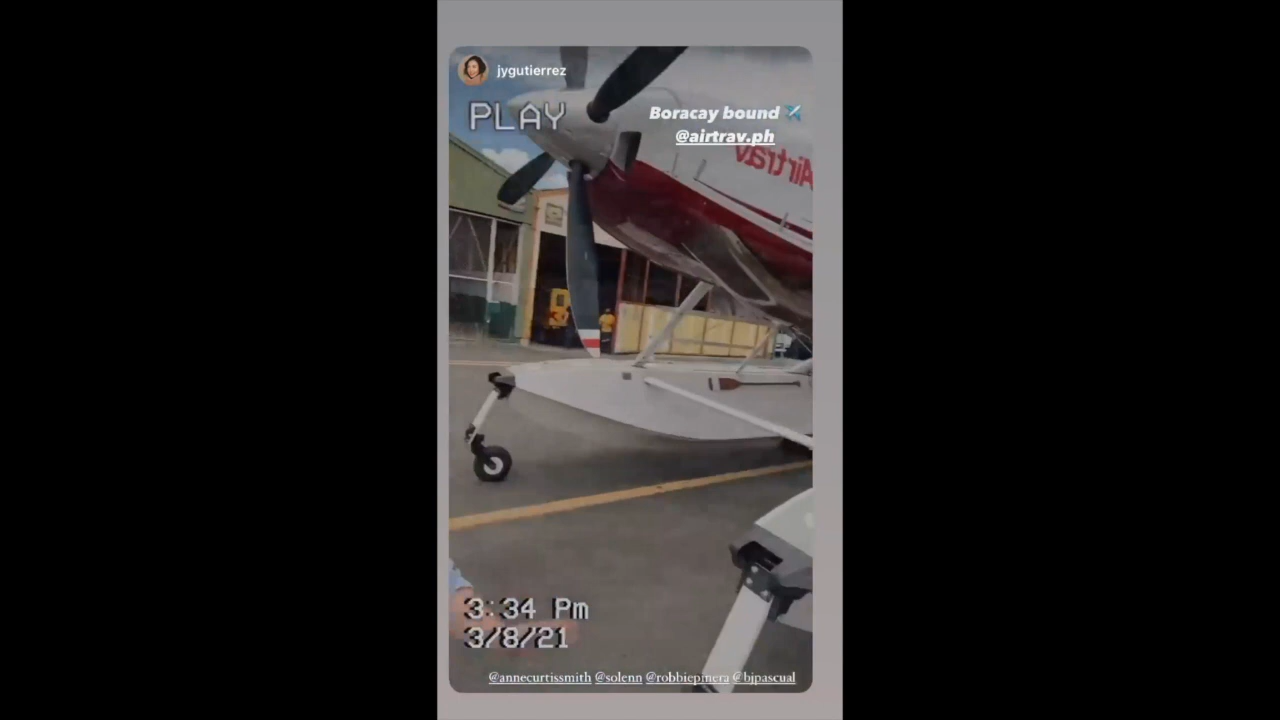 jygutierrez
PLAY
Boracay bound ✈️
@airtrav.ph
Airtrav
3:34 Pm
3/8/21
@annecurtissmith @solenn @robbiepinera @bjpascual